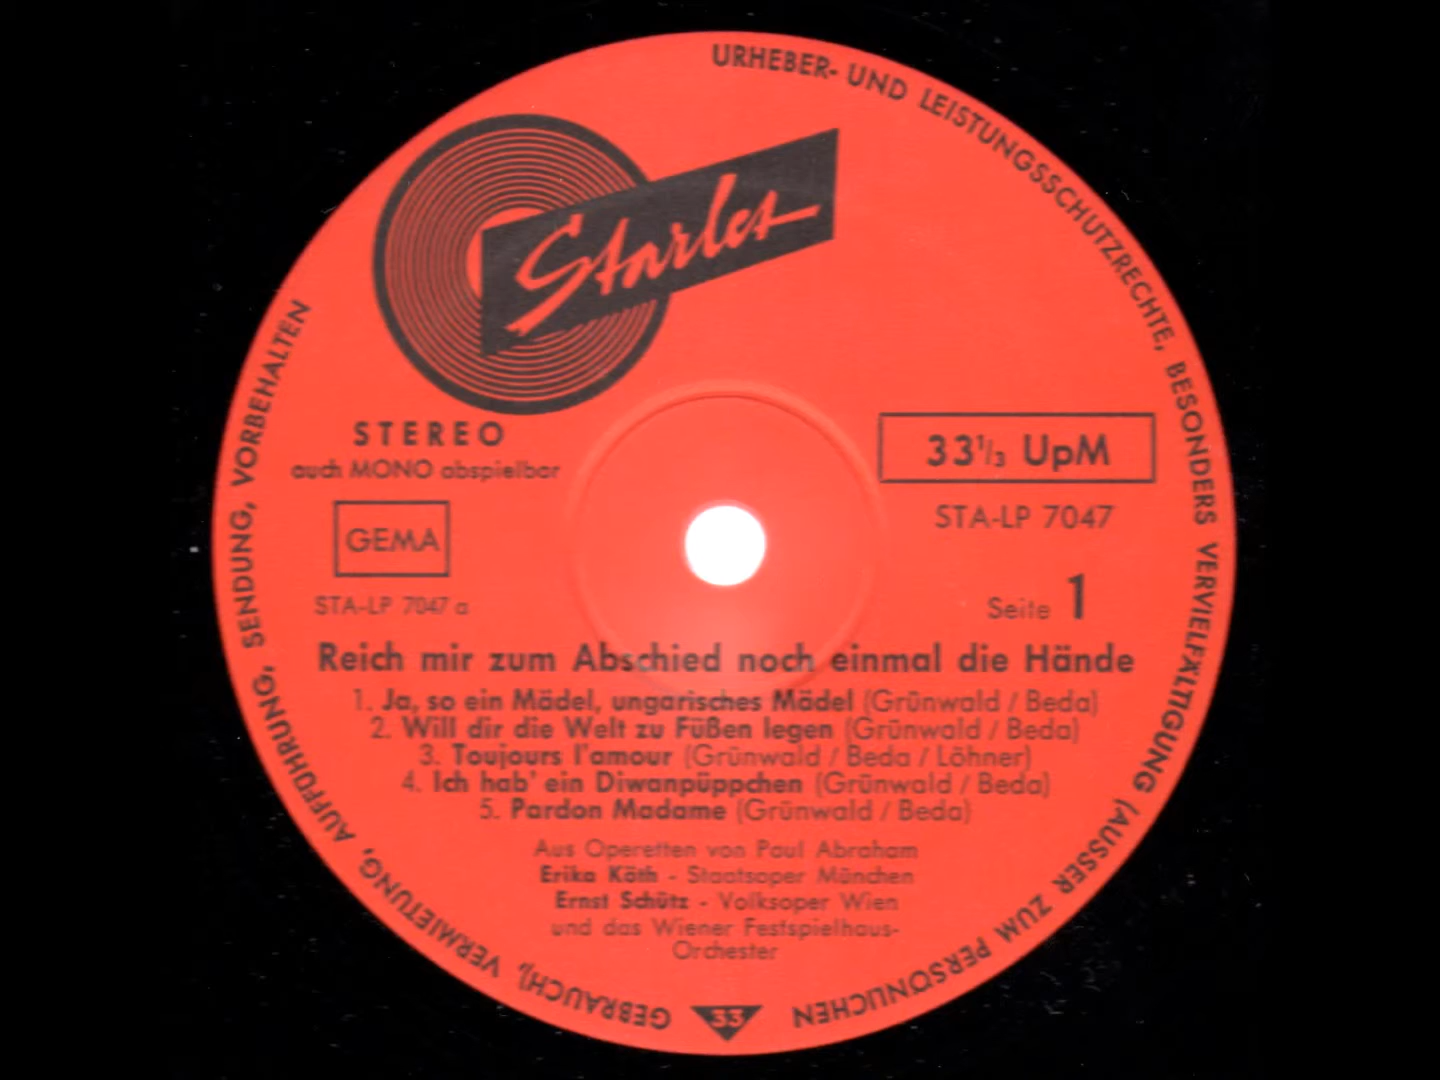 URHEBER- UND LEISTUNGSSCHUTZRECHTE, BESONDERS VERVIELFÄLTIGUNG (AUSSER ZUM PERSÖNLICHEN GEBRAUCH), VERMIETUNG, AUFFÜHRUNG, SENDUNG, VORBEHALTEN
Starlet
STEREO
auch MONO abspielbar
33 1/3 UpM
GEMA
STA-LP 7047
STA-LP 7047 a
Seite 1
Reich mir zum Abschied noch einmal die Hände
1. Ja, so ein Mädel, ungarisches Mädel (Grünwald / Beda)
2. Will dir die Welt zu Füßen legen (Grünwald / Beda)
3. Toujours l'amour (Grünwald / Beda / Löhner)
4. Ich hab' ein Diwanpüppchen (Grünwald / Beda)
5. Pardon Madame (Grünwald / Beda)
Aus Operetten von Paul Abraham
Erika Köth - Staatsoper München
Ernst Schütz - Volksoper Wien
und das Wiener Festspielhaus-
Orchester
33